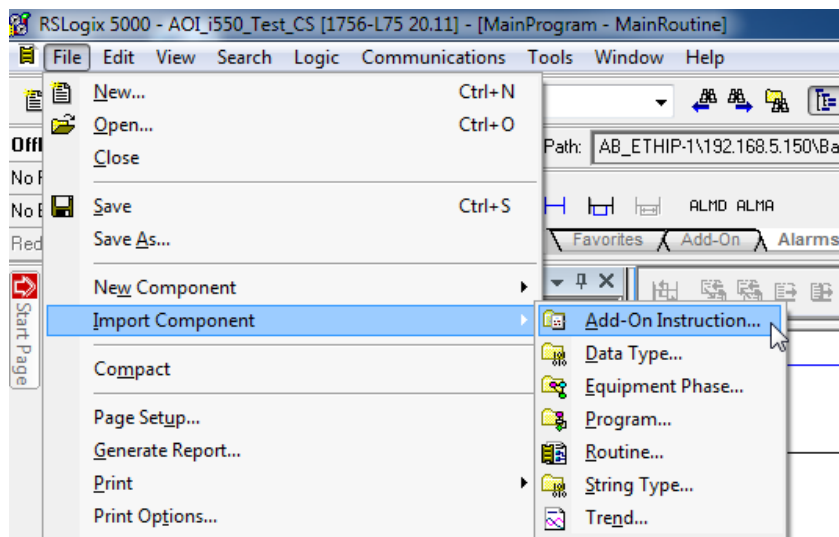 RSLogix 5000 - AOI_i550_Test_CS [1756-L75 20.11] - [MainProgram - MainRoutine]
File Edit View Search Logic Communications Tools Window Help
New... Ctrl+N
Open... Ctrl+O
Close
Path: AB_ETHIP-1\192.168.5.150\Ba
Save Ctrl+S
ALMD ALMA
Save As...
Favorites Add-On Alarms
New Component
Import Component
Add-On Instruction...
Data Type...
Compact
Equipment Phase...
Page Setup...
Program...
Generate Report...
Routine...
Print
String Type...
Print Options...
Trend...
Start Page
Red